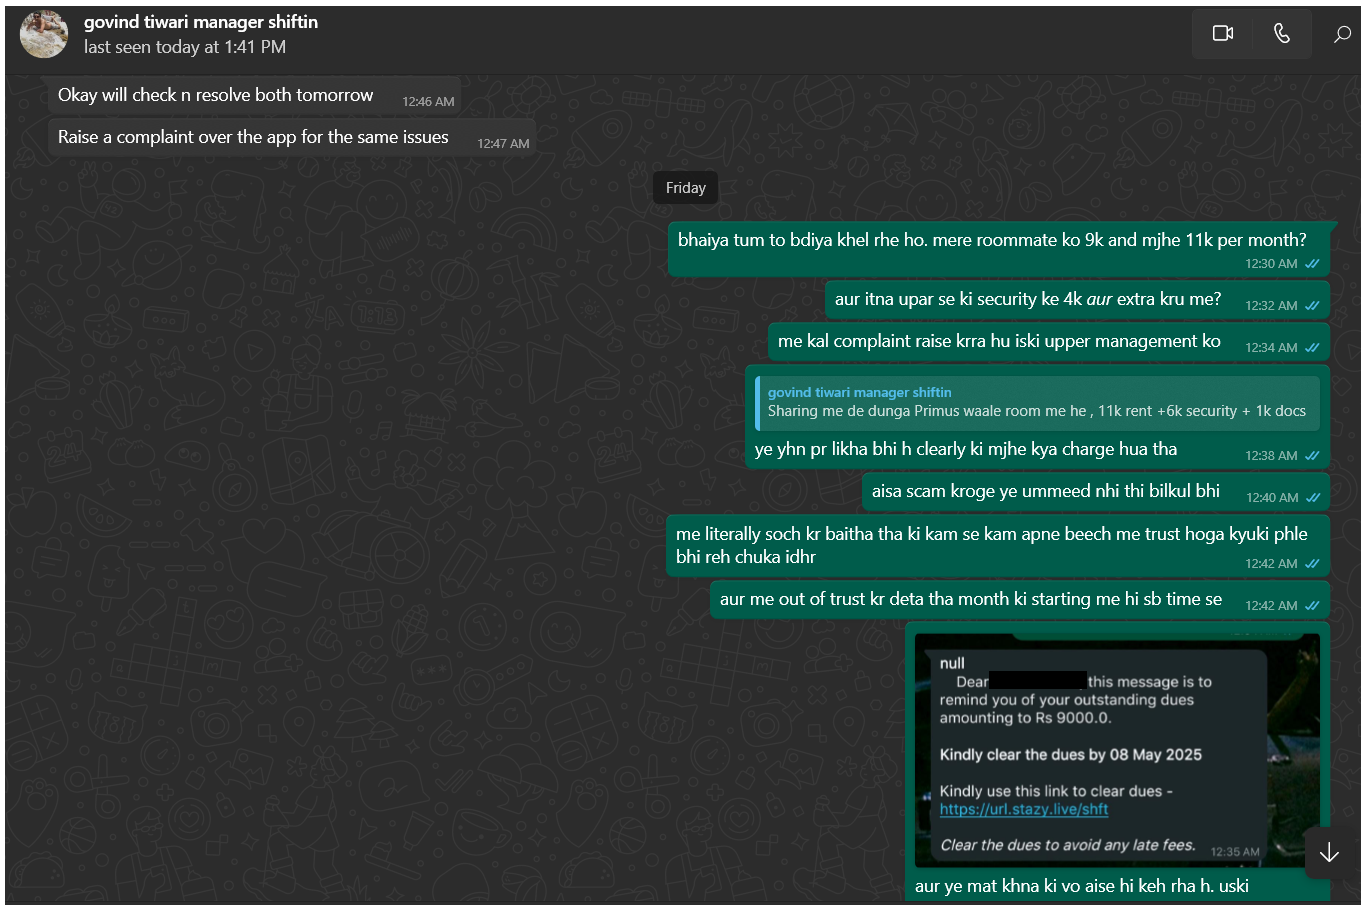 govind tiwari manager shiftin
last seen today at 1:41 PM
Okay will check n resolve both tomorrow 12:46 AM
Raise a complaint over the app for the same issues 12:47 AM
Friday
bhaiya tum to bdiya khel rhe ho. mere roommate ko 9k and mjhe 11k per month?
12:30 AM
aur itna upar se ki security ke 4k aur extra kru me? 12:32 AM
me kal complaint raise krra hu iski upper management ko 12:34 AM
govind tiwari manager shiftin
Sharing me de dunga Primus waale room me he , 11k rent +6k security + 1k docs
ye yhn pr likha bhi h clearly ki mjhe kya charge hua tha 12:38 AM
aisa scam kroge ye ummeed nhi thi bilkul bhi 12:40 AM
me literally soch kr baitha tha ki kam se kam apne beech me trust hoga kyuki phle
bhi reh chuka idhr 12:42 AM
aur me out of trust kr deta tha month ki starting me hi sb time se 12:42 AM
null
Dear this message is to
remind you of your outstanding dues
amounting to Rs 9000.0.
Kindly clear the dues by 08 May 2025
Kindly use this link to clear dues -
https://url.stazy.live/shft
Clear the dues to avoid any late fees. 12:35 AM
aur ye mat khna ki vo aise hi keh rha h. uski